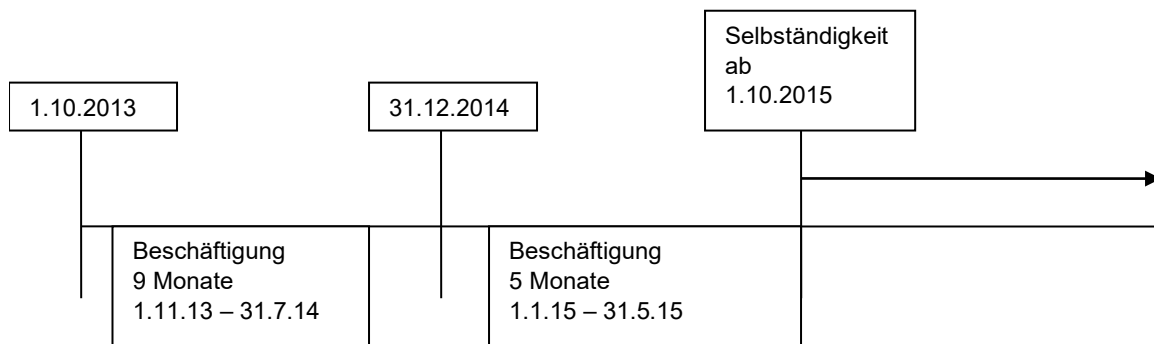 Selbständigkeit
ab
1.10.2015
1.10.2013
31.12.2014
Beschäftigung
9 Monate
1.11.13 – 31.7.14
Beschäftigung
5 Monate
1.1.15 – 31.5.15